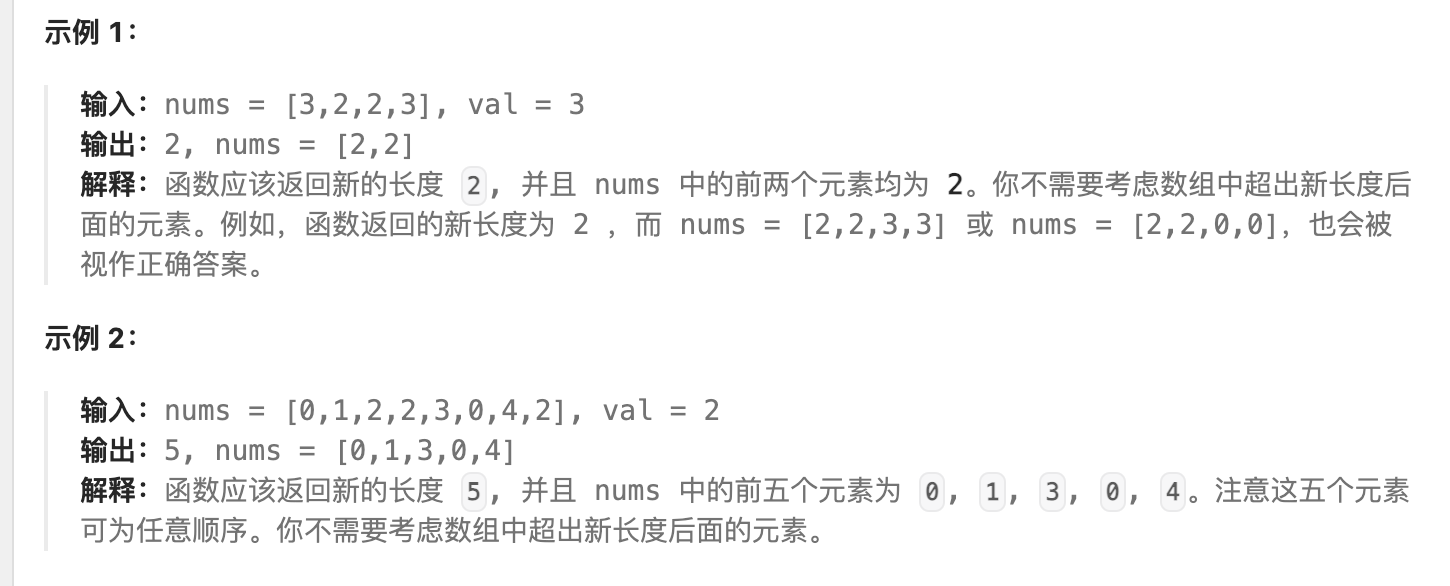 示例 1：
输入：nums = [3,2,2,3], val = 3
输出：2, nums = [2,2]
解释：函数应该返回新的长度 2, 并且 nums 中的前两个元素均为 2。你不需要考虑数组中超出新长度后
面的元素。例如，函数返回的新长度为 2 ，而 nums = [2,2,3,3] 或 nums = [2,2,0,0]，也会被
视作正确答案。
示例 2：
输入：nums = [0,1,2,2,3,0,4,2], val = 2
输出：5, nums = [0,1,3,0,4]
解释：函数应该返回新的长度 5, 并且 nums 中的前五个元素为 0, 1, 3, 0, 4。注意这五个元素
可为任意顺序。你不需要考虑数组中超出新长度后面的元素。